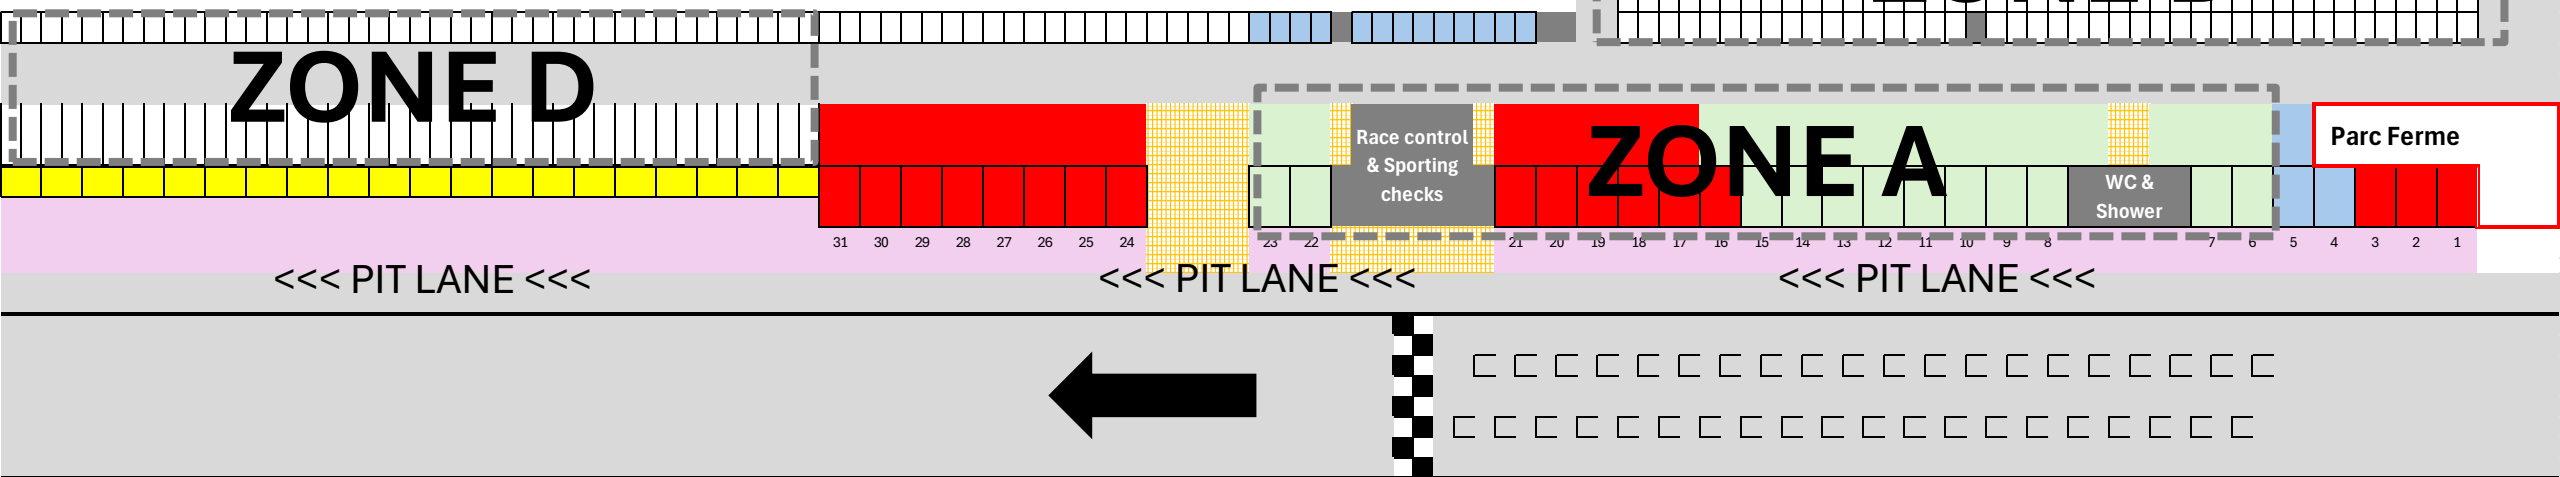 ZONE D
Race control
& Sporting
checks
ZONE A
WC &
Shower
Parc Ferme
31 30 29 28 27 26 25 24 23 22 21 20 19 18 17 16 15 14 13 12 11 10 9 8 7 6 5 4 3 2 1
<<< PIT LANE <<< <<< PIT LANE <<< <<< PIT LANE <<<